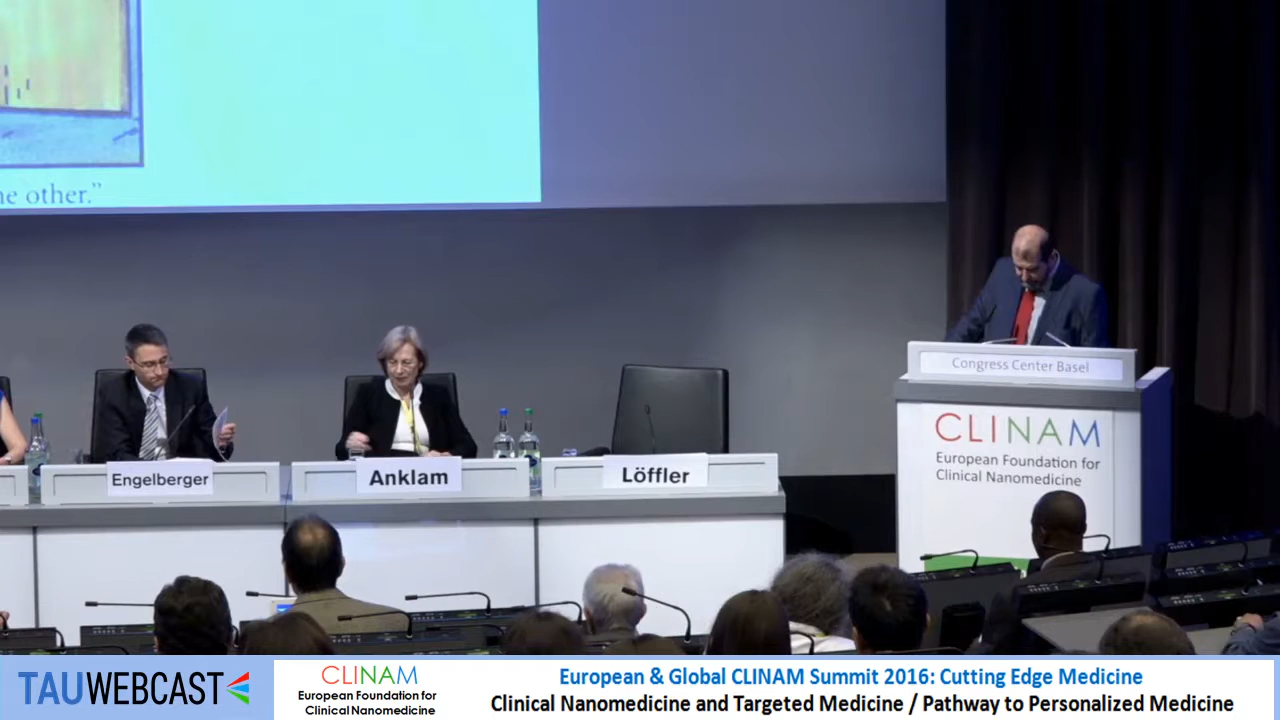 other.”
Congress Center Basel
CLINAM
European Foundation for
Clinical Nanomedicine
Engelberger
Anklam
Löffler
TAUWEBCAST
CLINAM
European Foundation for
Clinical Nanomedicine
European & Global CLINAM Summit 2016: Cutting Edge Medicine
Clinical Nanomedicine and Targeted Medicine / Pathway to Personalized Medicine